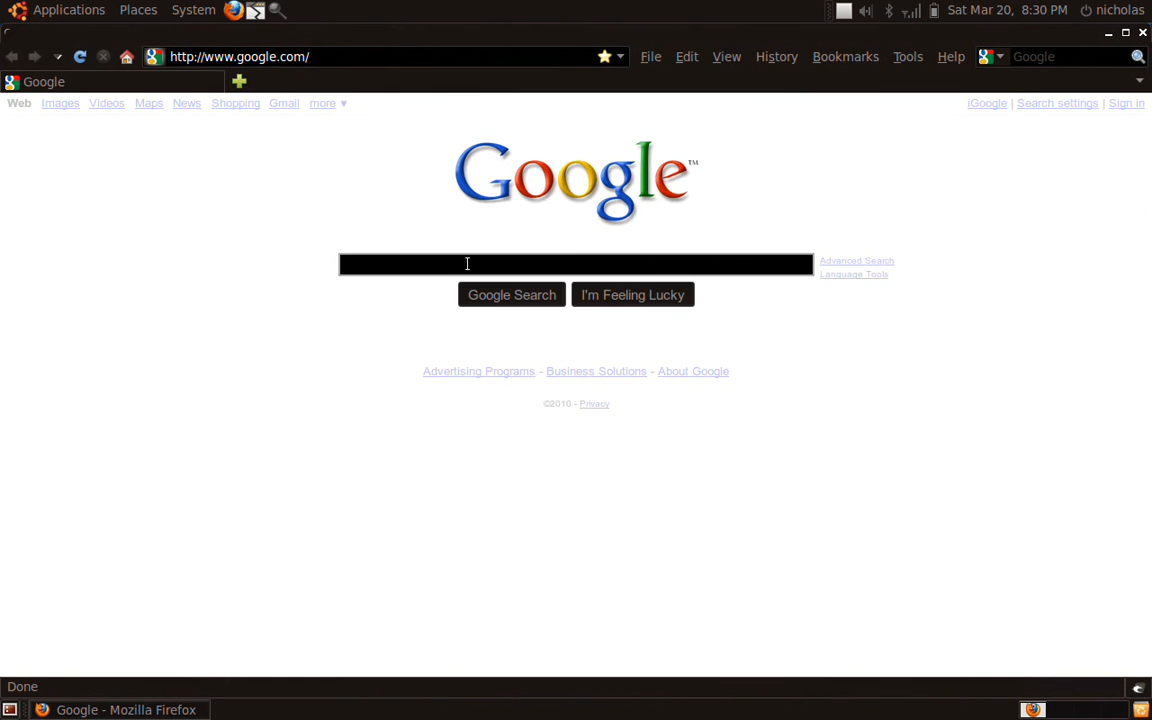 Applications Places System Sat Mar 20, 8:30 PM nicholas
http://www.google.com/ File Edit View History Bookmarks Tools Help Google
Google
Web Images Videos Maps News Shopping Gmail more ▼ iGoogle | Search settings | Sign in
Google™
Advanced Search
Language Tools
Google Search I'm Feeling Lucky
Advertising Programs - Business Solutions - About Google
©2010 - Privacy
Done
Google - Mozilla Firefox